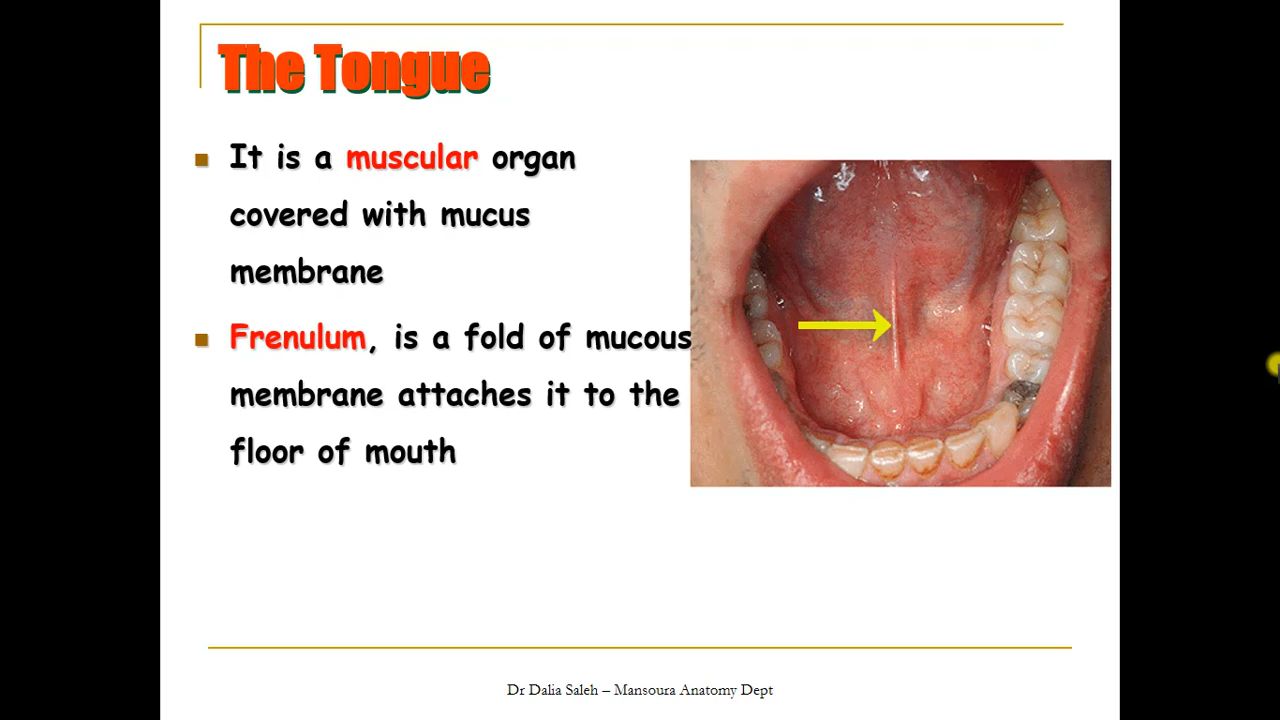 The Tongue
It is a muscular organ
covered with mucus
membrane
Frenulum, is a fold of mucous
membrane attaches it to the
floor of mouth
Dr Dalia Saleh – Mansoura Anatomy Dept